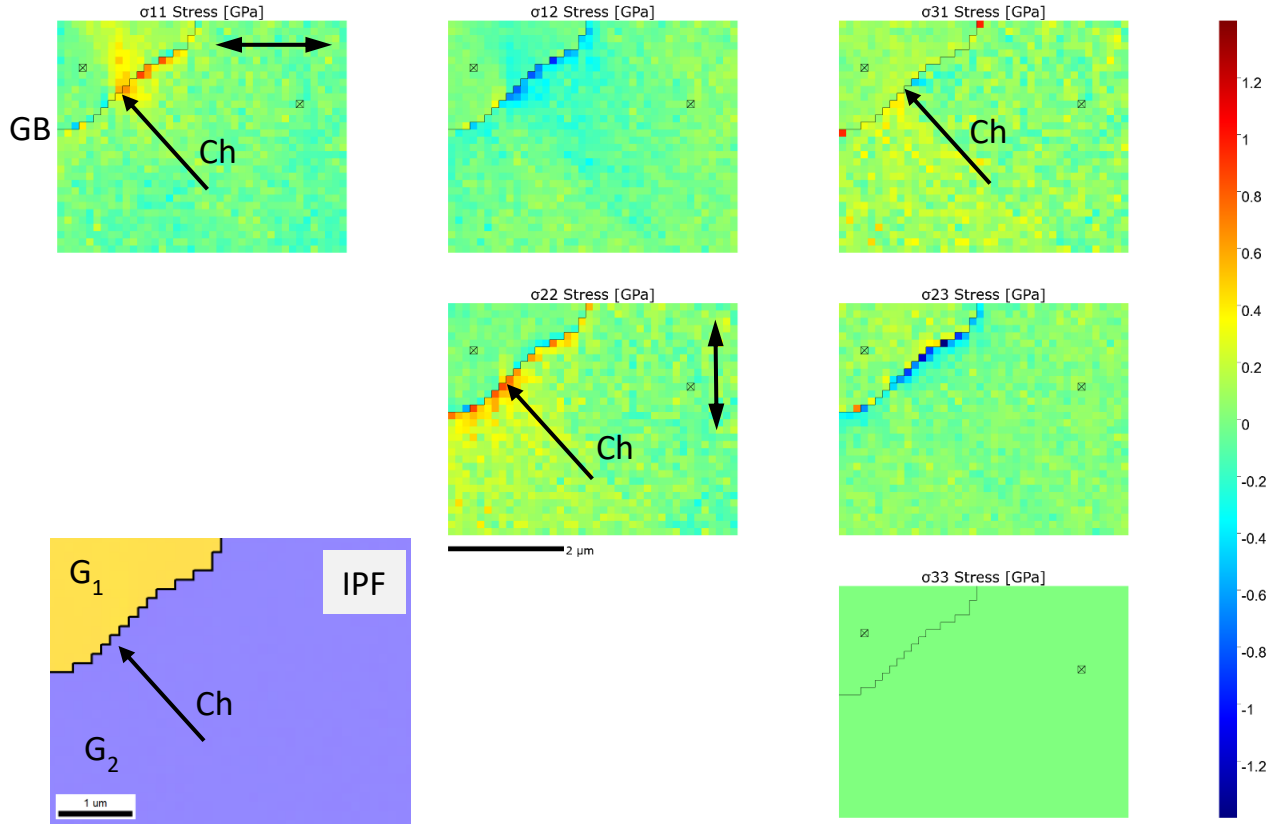 σ11 Stress [GPa]
σ12 Stress [GPa]
σ31 Stress [GPa]
GB
Ch
Ch
1.2
1
0.8
0.6
0.4
0.2
0
-0.2
-0.4
-0.6
-0.8
-1
-1.2
σ22 Stress [GPa]
σ23 Stress [GPa]
Ch
2 µm
G1
IPF
Ch
G2
1 um
σ33 Stress [GPa]